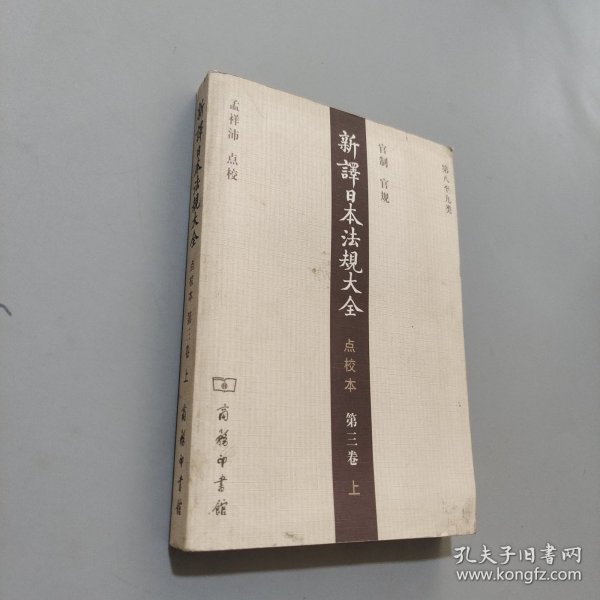 第八至九类
官制 官规
新譯日本法規大全
点校本
第三卷
上
孟祥沛 点校
商務印書館
新譯日本法規大全
点校本
第三卷
上
商務印書館
孔夫子旧书网
www.kongfz.com